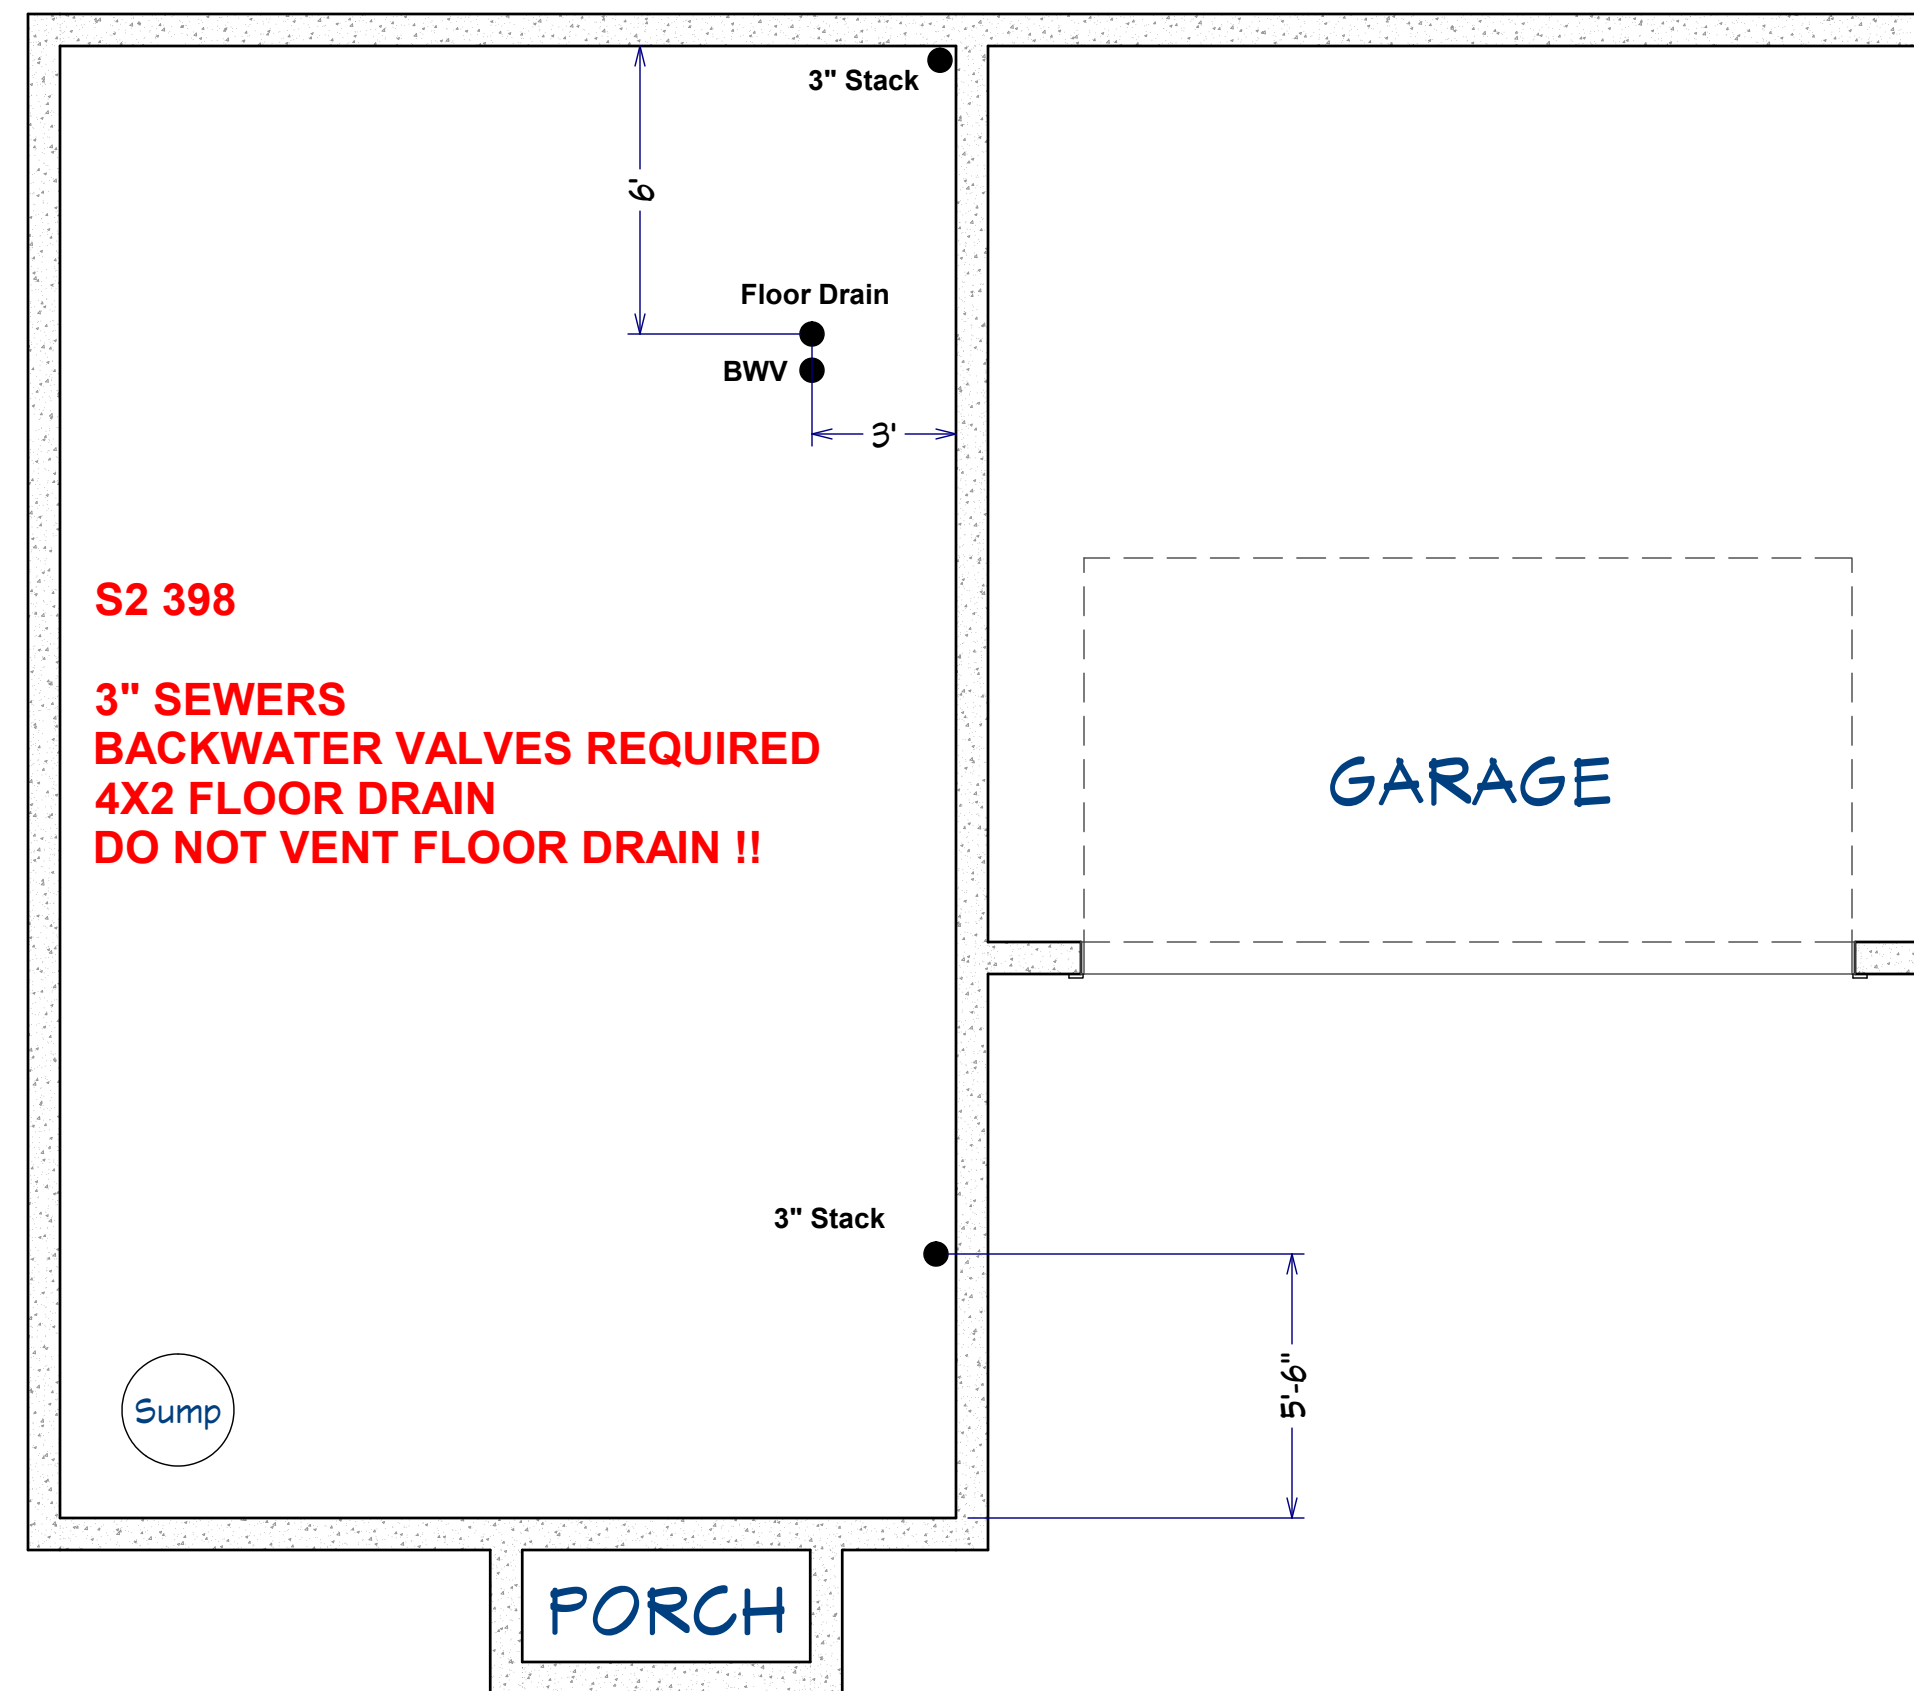 3" Stack
6'
Floor Drain
BWV
3'
S2 398
3" SEWERS
BACKWATER VALVES REQUIRED
4X2 FLOOR DRAIN
DO NOT VENT FLOOR DRAIN !!
GARAGE
3" Stack
5'-6"
Sump
PORCH